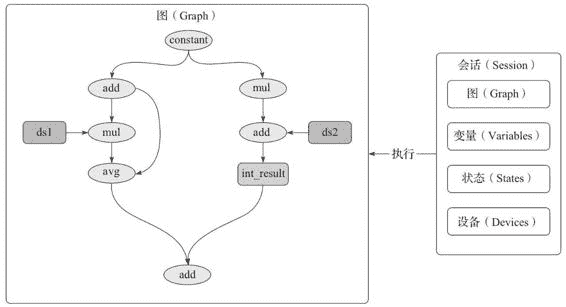 图（Graph）
constant
add
mul
ds1
mul
add
ds2
avg
int_result
add
执行
会话（Session）
图（Graph）
变量（Variables）
状态（States）
设备（Devices）